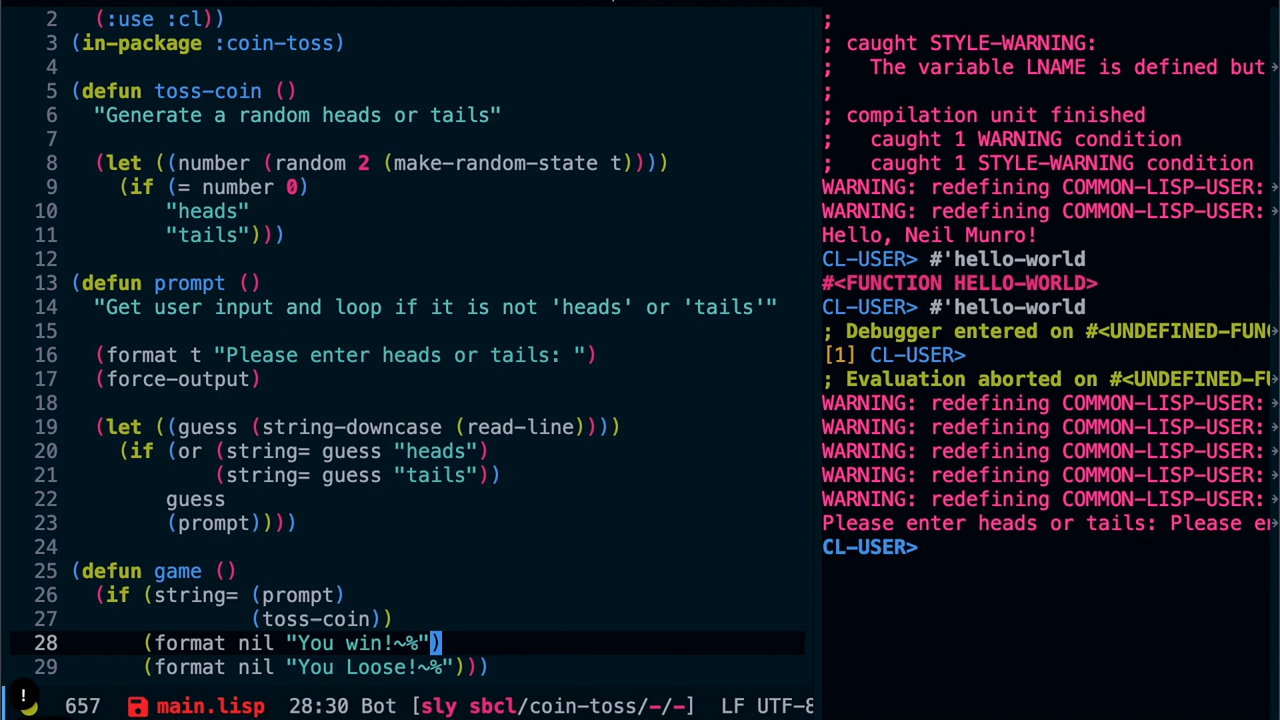 2 (:use :cl))
3 (in-package :coin-toss)
4
5 (defun toss-coin ()
6 "Generate a random heads or tails"
7
8 (let ((number (random 2 (make-random-state t))))
9 (if (= number 0)
10 "heads"
11 "tails")))
12
13 (defun prompt ()
14 "Get user input and loop if it is not 'heads' or 'tails'"
15
16 (format t "Please enter heads or tails: ")
17 (force-output)
18
19 (let ((guess (string-downcase (read-line))))
20 (if (or (string= guess "heads")
21 (string= guess "tails"))
22 guess
23 (prompt))))
24
25 (defun game ()
26 (if (string= (prompt)
27 (toss-coin))
28 (format nil "You win!~%")
29 (format nil "You Loose!~%")))
! 657 main.lisp 28:30 Bot [sly sbcl/coin-toss/-/-] LF UTF-8
;
; caught STYLE-WARNING:
; The variable LNAME is defined but
;
; compilation unit finished
; caught 1 WARNING condition
; caught 1 STYLE-WARNING condition
WARNING: redefining COMMON-LISP-USER:
WARNING: redefining COMMON-LISP-USER:
Hello, Neil Munro!
CL-USER> #'hello-world
#<FUNCTION HELLO-WORLD>
CL-USER> #'hello-world
; Debugger entered on #<UNDEFINED-FUN
[1] CL-USER>
; Evaluation aborted on #<UNDEFINED-F
WARNING: redefining COMMON-LISP-USER:
WARNING: redefining COMMON-LISP-USER:
WARNING: redefining COMMON-LISP-USER:
WARNING: redefining COMMON-LISP-USER:
WARNING: redefining COMMON-LISP-USER:
Please enter heads or tails: Please e
CL-USER>